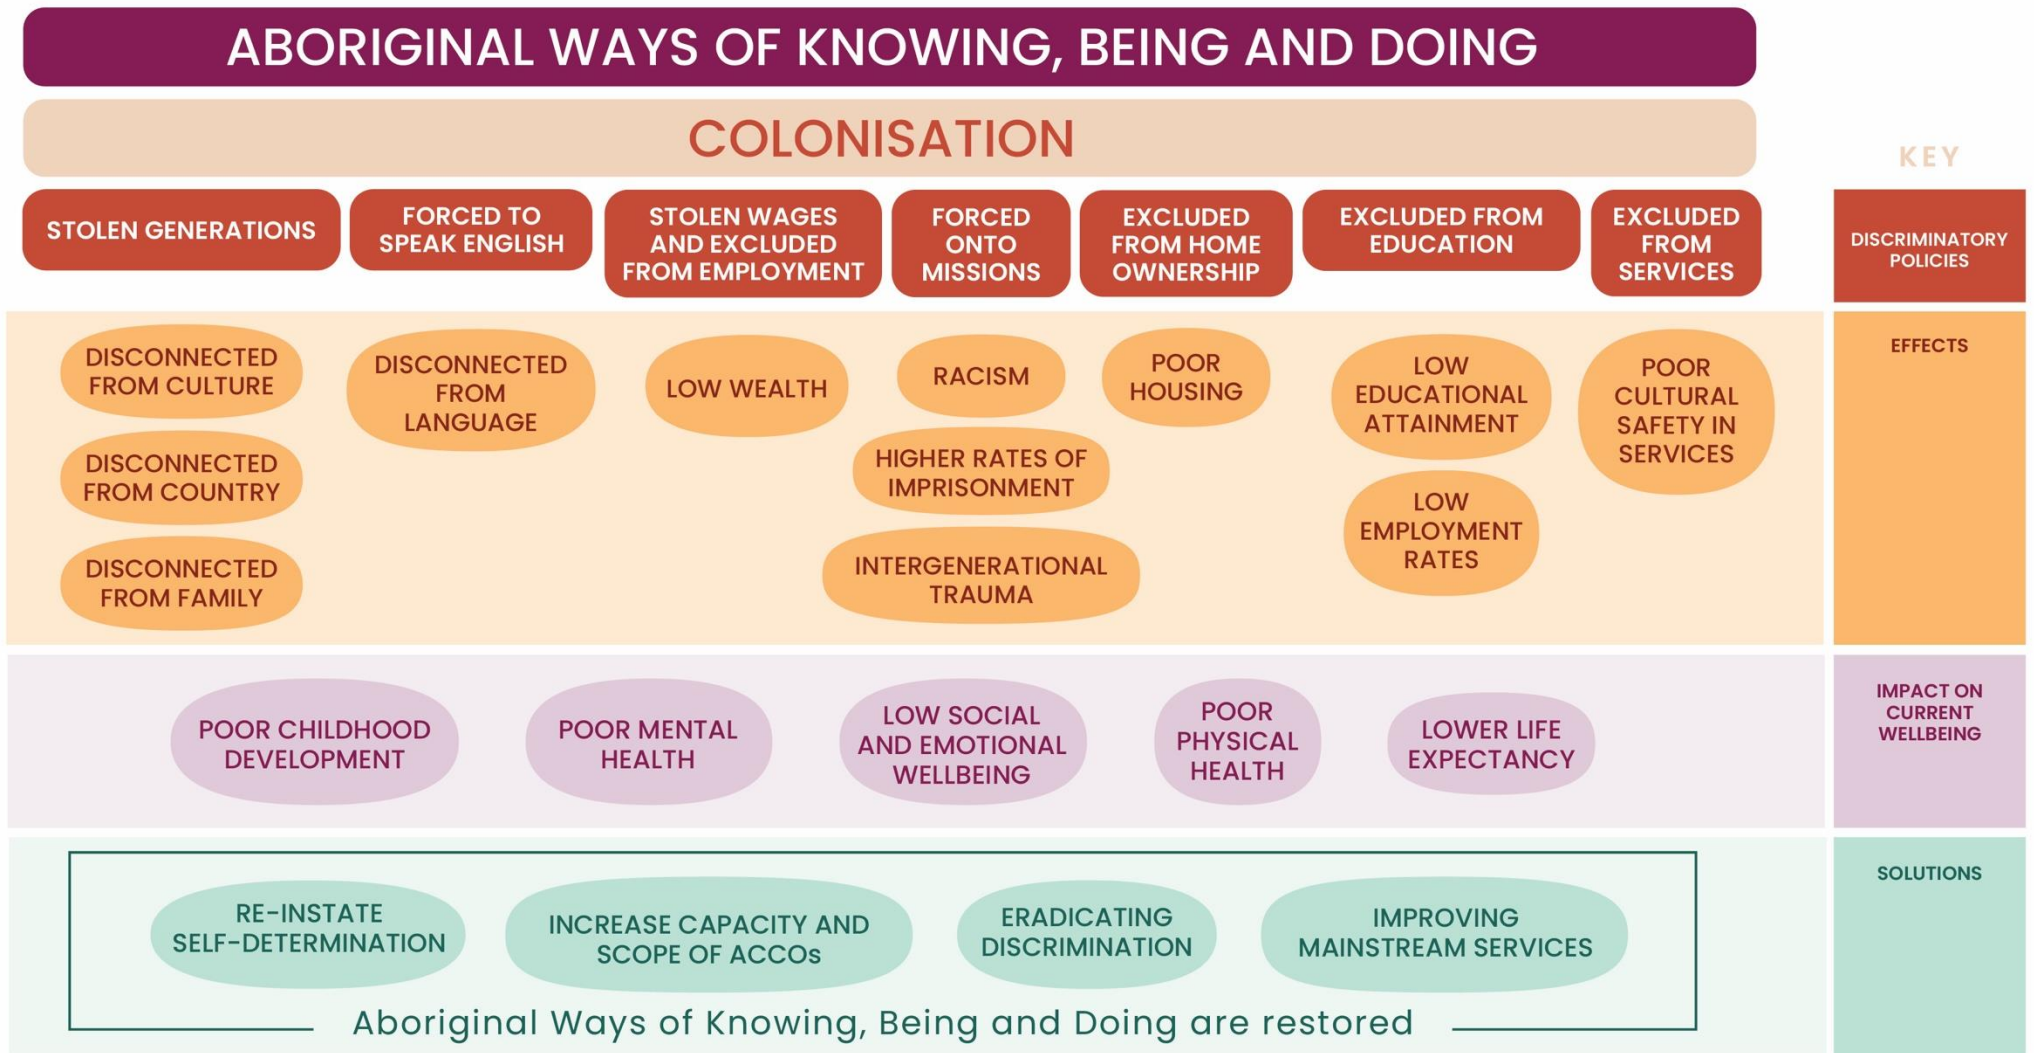 ABORIGINAL WAYS OF KNOWING, BEING AND DOING
COLONISATION
KEY
STOLEN GENERATIONS
FORCED TO
SPEAK ENGLISH
STOLEN WAGES
AND EXCLUDED
FROM EMPLOYMENT
FORCED
ONTO
MISSIONS
EXCLUDED
FROM HOME
OWNERSHIP
EXCLUDED FROM
EDUCATION
EXCLUDED
FROM
SERVICES
DISCRIMINATORY
POLICIES
DISCONNECTED
FROM CULTURE
DISCONNECTED
FROM COUNTRY
DISCONNECTED
FROM FAMILY
DISCONNECTED
FROM
LANGUAGE
LOW WEALTH
RACISM
HIGHER RATES OF
IMPRISONMENT
INTERGENERATIONAL
TRAUMA
POOR
HOUSING
LOW
EDUCATIONAL
ATTAINMENT
LOW
EMPLOYMENT
RATES
POOR
CULTURAL
SAFETY IN
SERVICES
EFFECTS
POOR CHILDHOOD
DEVELOPMENT
POOR MENTAL
HEALTH
LOW SOCIAL
AND EMOTIONAL
WELLBEING
POOR
PHYSICAL
HEALTH
LOWER LIFE
EXPECTANCY
IMPACT ON
CURRENT
WELLBEING
RE-INSTATE
SELF-DETERMINATION
INCREASE CAPACITY AND
SCOPE OF ACCOs
ERADICATING
DISCRIMINATION
IMPROVING
MAINSTREAM SERVICES
SOLUTIONS
Aboriginal Ways of Knowing, Being and Doing are restored